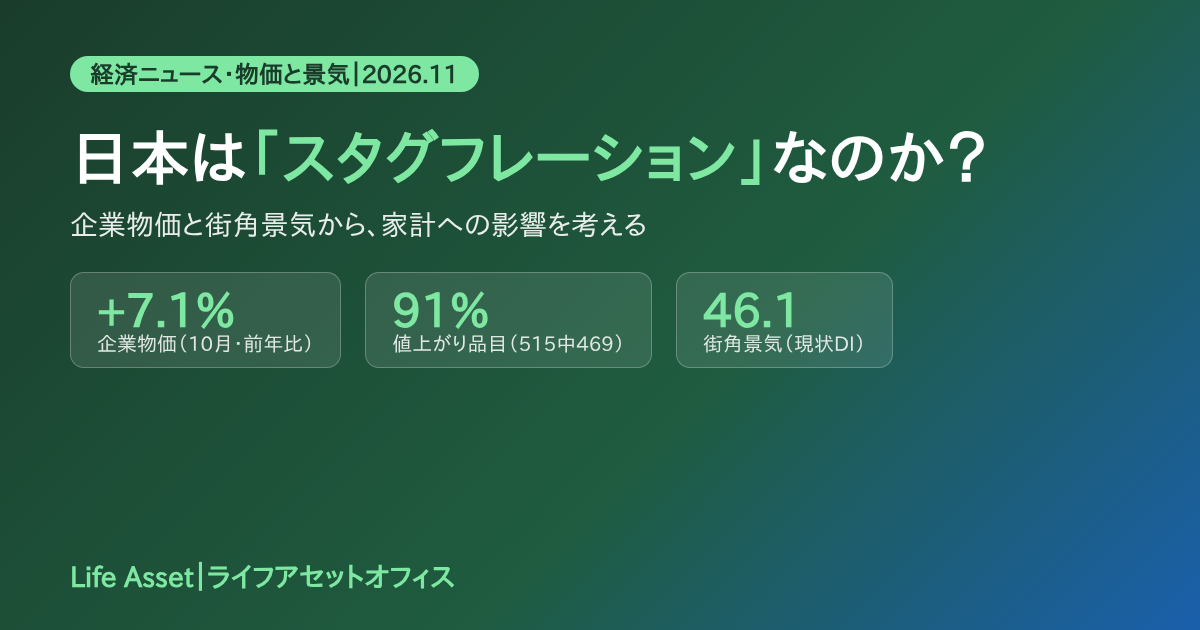 経済ニュース・物価と景気|2026.11
日本は「スタグフレーション」なのか？
企業物価と街角景気から、家計への影響を考える
+7.1%
企業物価（10月・前年比）
91%
値上がり品目（515中469）
46.1
街角景気（現状DI）
Life Asset|ライフアセットオフィス